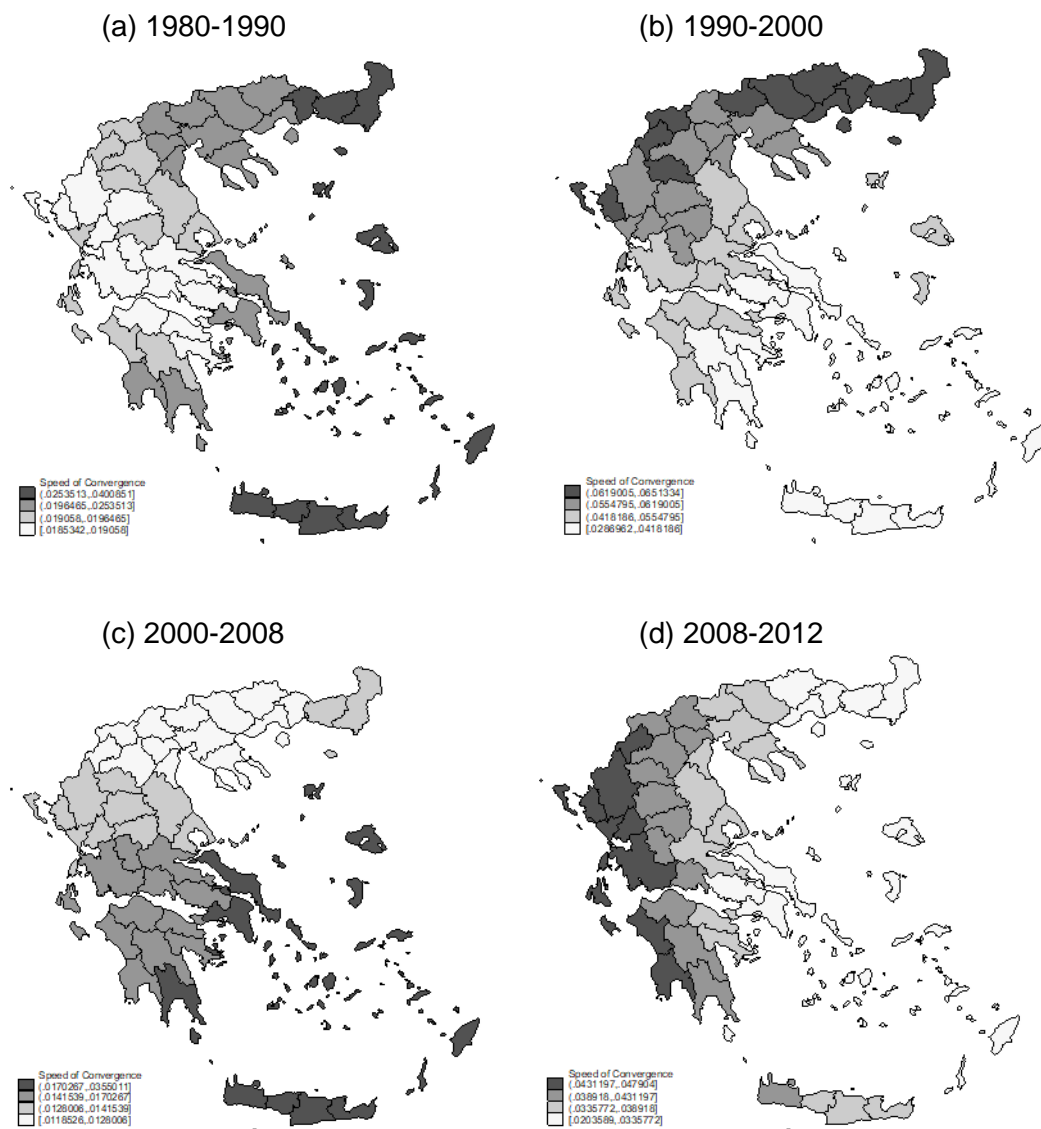 (a) 1980-1990
(b) 1990-2000
Speed of Convergence
(.0253513,.0400851]
(.0196465,.0253513]
(.019058,.0196465]
[.0185342,.019058]
Speed of Convergence
(.0619005,.0651334]
(.0554795,.0619005]
(.0418186,.0554795]
[.0286962,.0418186]
(c) 2000-2008
(d) 2008-2012
Speed of Convergence
(.0170267,.0355011]
(.0141539,.0170267]
(.0128006,.0141539]
[.0118526,.0128006]
Speed of Convergence
(.0431197,.047904]
(.038918,.0431197]
(.0335772,.038918]
[.0203589,.0335772]